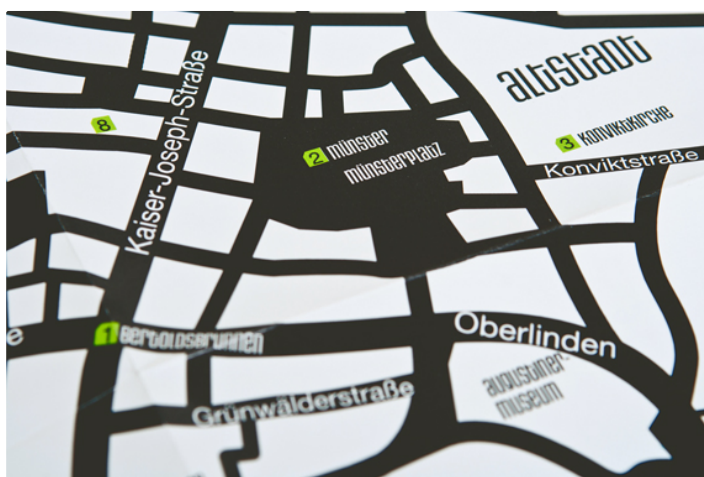 altstadt
8
Kaiser-Joseph-Straße
2 münster
münsterplatz
3 Konviktkirche
Konviktstraße
1 Bertoldsbrunnen
e
Oberlinden
augustiner-
museum
Grünwälderstraße